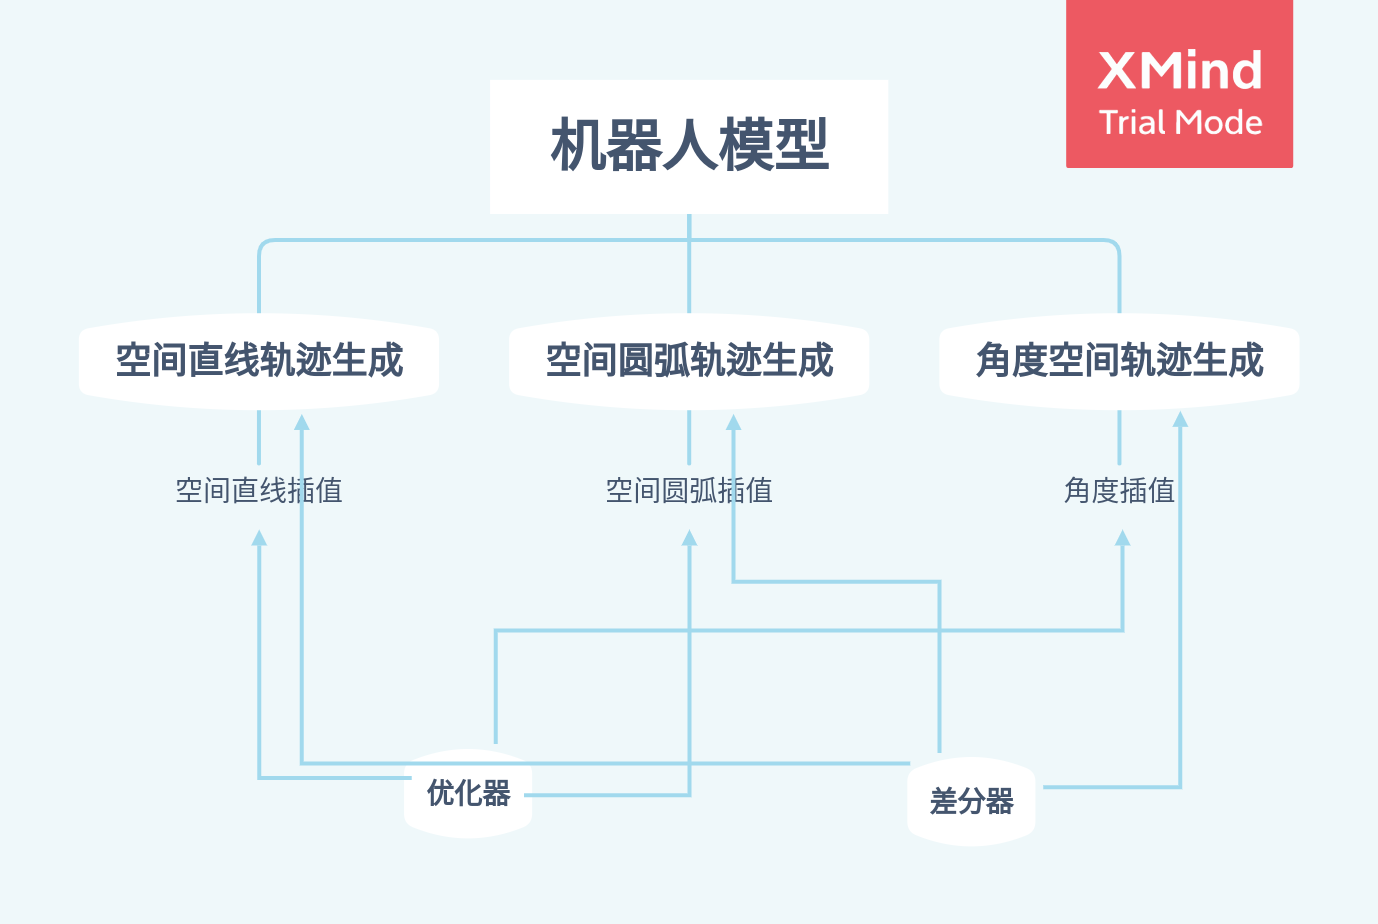 XMind
Trial Mode
机器人模型
空间直线轨迹生成
空间圆弧轨迹生成
角度空间轨迹生成
空间直线插值
空间圆弧插值
角度插值
优化器
差分器